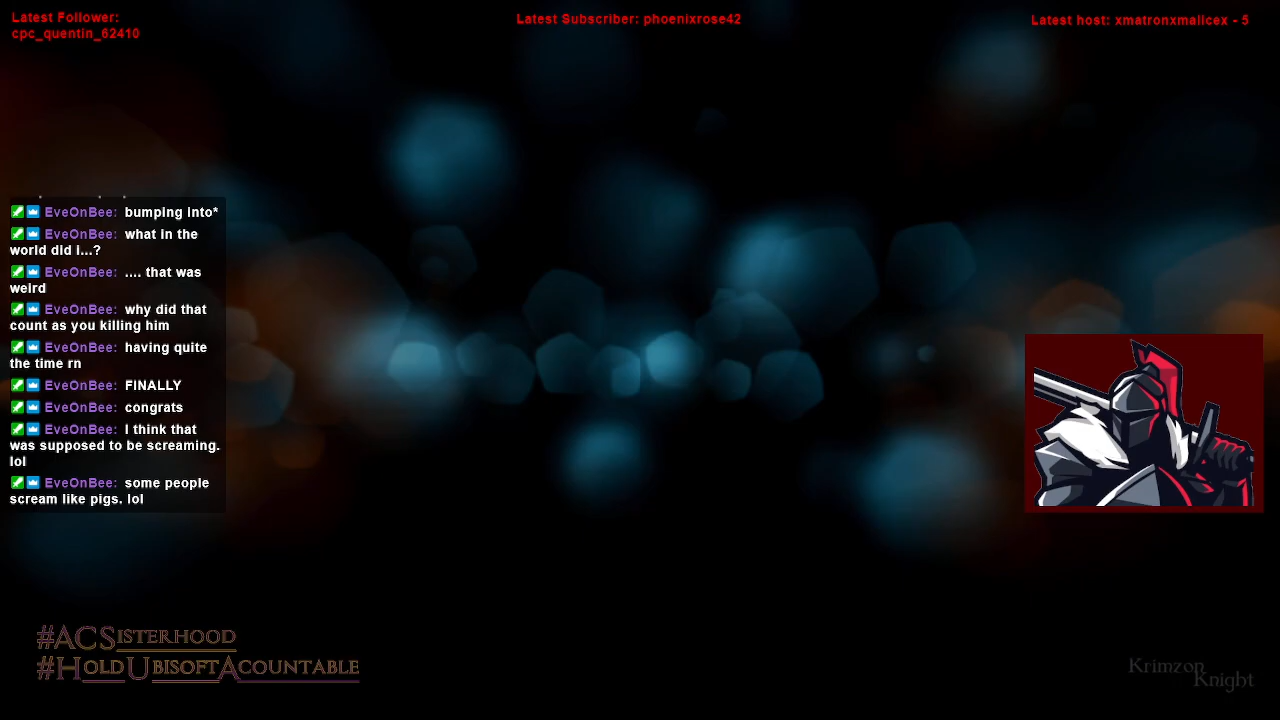 Latest Follower:
cpc_quentin_62410
Latest Subscriber: phoenixrose42
Latest host: xmatronxmalicex - 5
EveOnBee: bumping into*
EveOnBee: what in the
world did i...?
EveOnBee: .... that was
weird
EveOnBee: why did that
count as you killing him
EveOnBee: having quite
the time rn
EveOnBee: FINALLY
EveOnBee: congrats
EveOnBee: I think that
was supposed to be screaming.
lol
EveOnBee: some people
scream like pigs. lol
#ACSisterhood
#HoldUbisoftAcountable
Krimzon
Knight